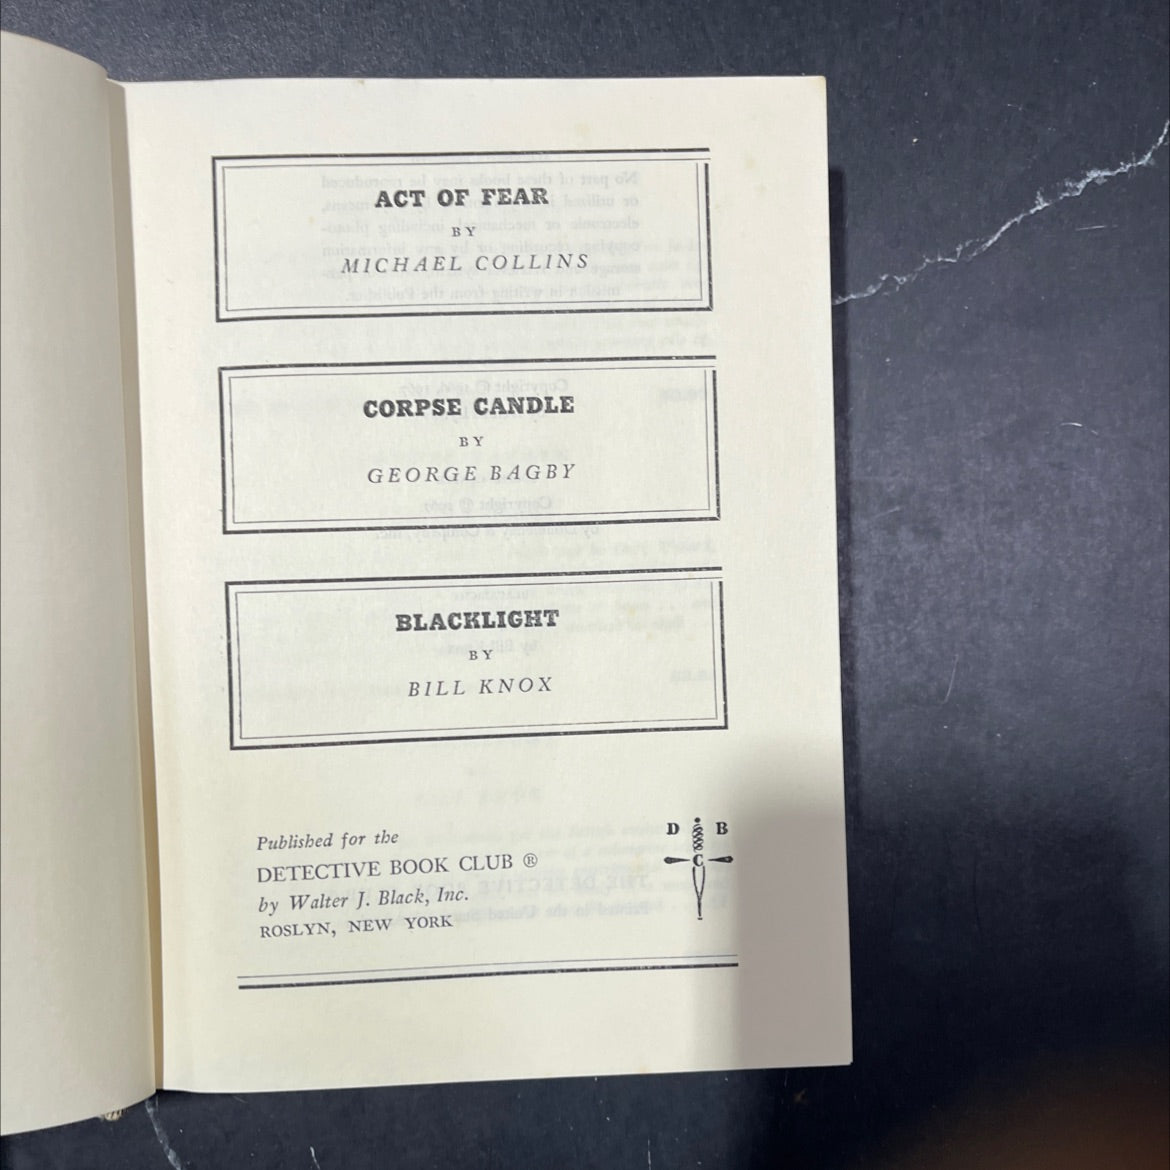 ACT OF FEAR
BY
MICHAEL COLLINS
CORPSE CANDLE
BY
GEORGE BAGBY
BLACKLIGHT
BY
BILL KNOX
Published for the
DETECTIVE BOOK CLUB ®
by Walter J. Black, Inc.
ROSLYN, NEW YORK
D B
C